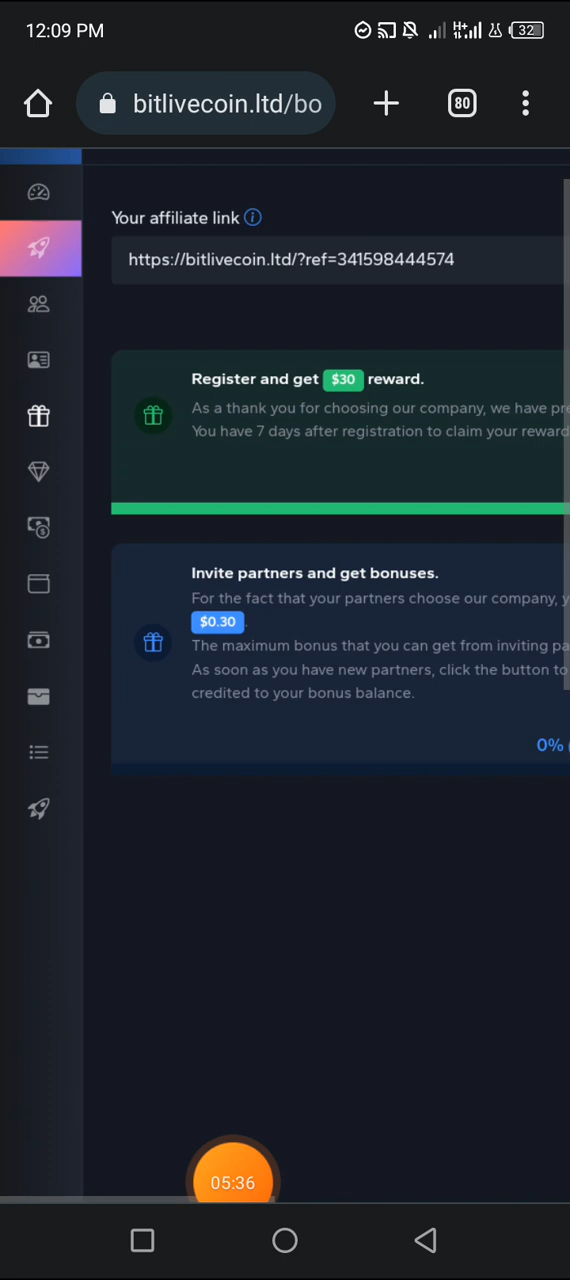 12:09 PM
32
bitlivecoin.ltd/bo
80
Your affiliate link
https://bitlivecoin.ltd/?ref=341598444574
Register and get $30 reward.
As a thank you for choosing our company, we have pre
You have 7 days after registration to claim your reward
Invite partners and get bonuses.
For the fact that your partners choose our company, y
$0.30.
The maximum bonus that you can get from inviting pa
As soon as you have new partners, click the button to
credited to your bonus balance.
0%
05:36